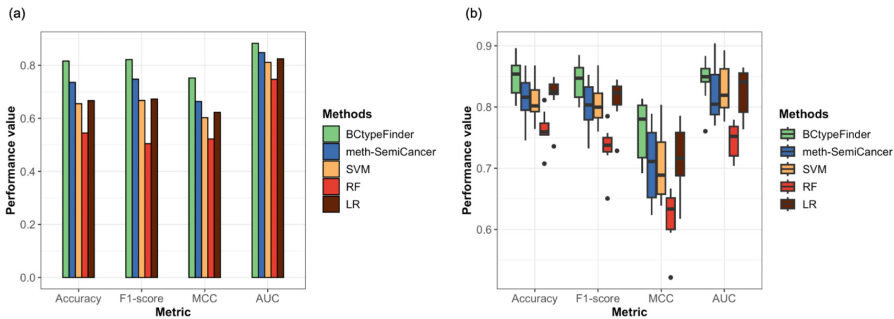 (a)
Performance value
0.8
0.6
0.4
0.2
0.0
Accuracy F1-score MCC AUC
Metric
Methods
BCtypeFinder
meth-SemiCancer
SVM
RF
LR
(b)
Performance value
0.9
0.8
0.7
0.6
Accuracy F1-score MCC AUC
Metric
Methods
BCtypeFinder
meth-SemiCancer
SVM
RF
LR